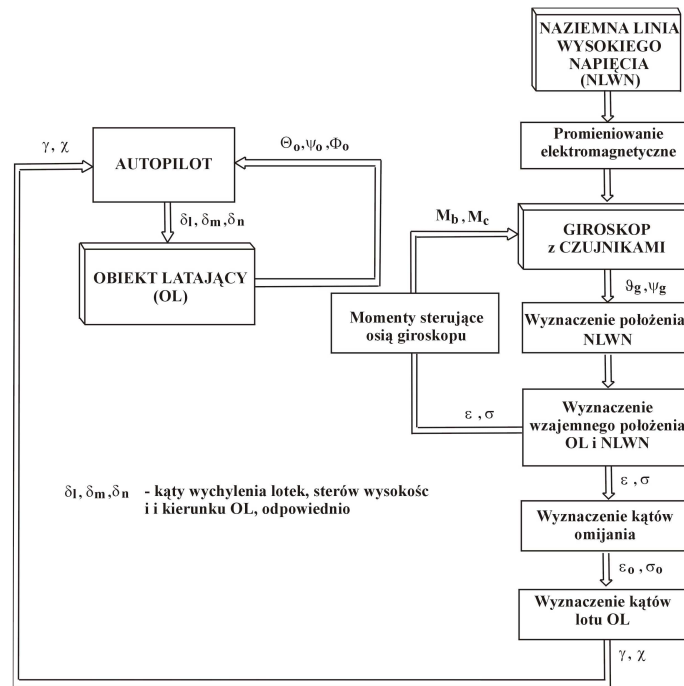 NAZIEMNA LINIA
WYSOKIEGO
NAPIĘCIA
(NLWN)
Promieniowanie
elektromagnetyczne
γ, χ
AUTOPILOT
Θo,ψo,Φo
δl, δm,δn
OBIEKT LATAJĄCY
(OL)
Mb, Mc
GIROSKOP
z CZUJNIKAMI
ϑg,ψg
Momenty sterujące
osią giroskopu
Wyznaczenie położenia
NLWN
ε ,σ
Wyznaczenie
wzajemnego położenia
OL i NLWN
ε , σ
δl, δm,δn - kąty wychylenia lotek, sterów wysokośc
i i kierunku OL, odpowiednio
Wyznaczenie kątów
omijania
εo , σo
Wyznaczenie kątów
lotu OL
γ, χ